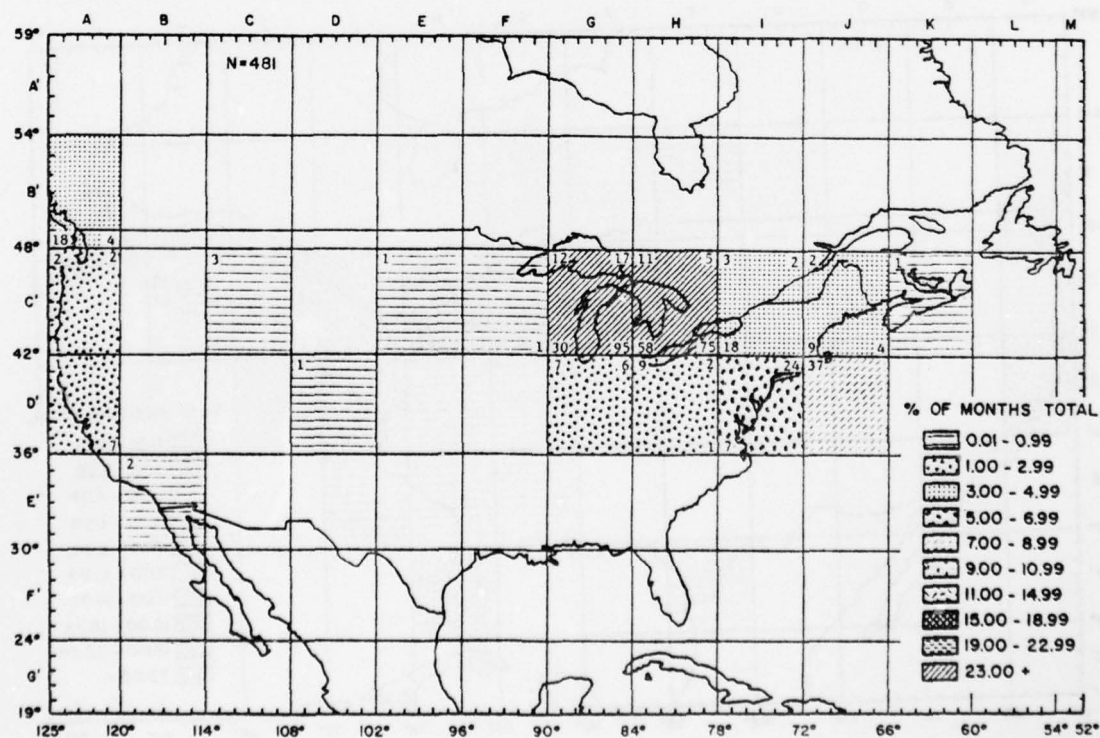 A B C D E F G H I J K L M
59°
N=481
A'
54°
B'
18 4
48°
2 2 3 1 12 17 11 5 3 2 2
C'
1 30 95 58 75 18 9 4
42°
7 6 9 2 24 37
1
D'
% OF MONTHS TOTAL
0.01 - 0.99
7 1 7
36°
1.00 - 2.99
2
3.00 - 4.99
E'
5.00 - 6.99
30°
7.00 - 8.99
9.00 - 10.99
F'
11.00 - 14.99
15.00 - 18.99
24°
19.00 - 22.99
G'
23.00 +
19°
125° 120° 114° 108° 102° 96° 90° 84° 78° 72° 66° 60° 54° 52°